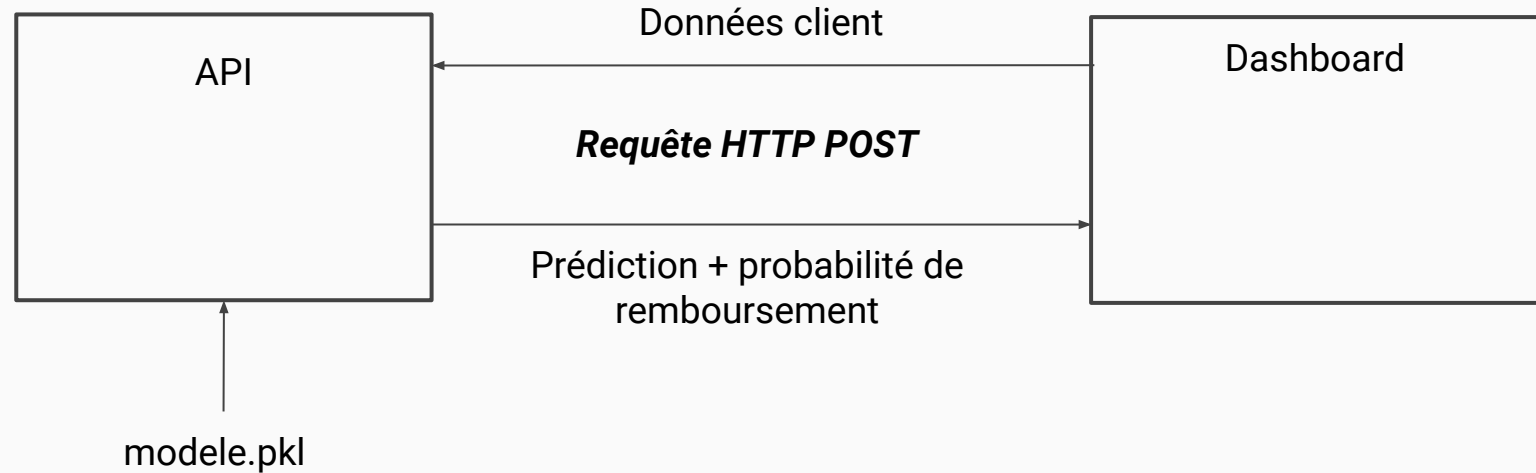 Données client
API
Dashboard
Requête HTTP POST
Prédiction + probabilité de
remboursement
modele.pkl